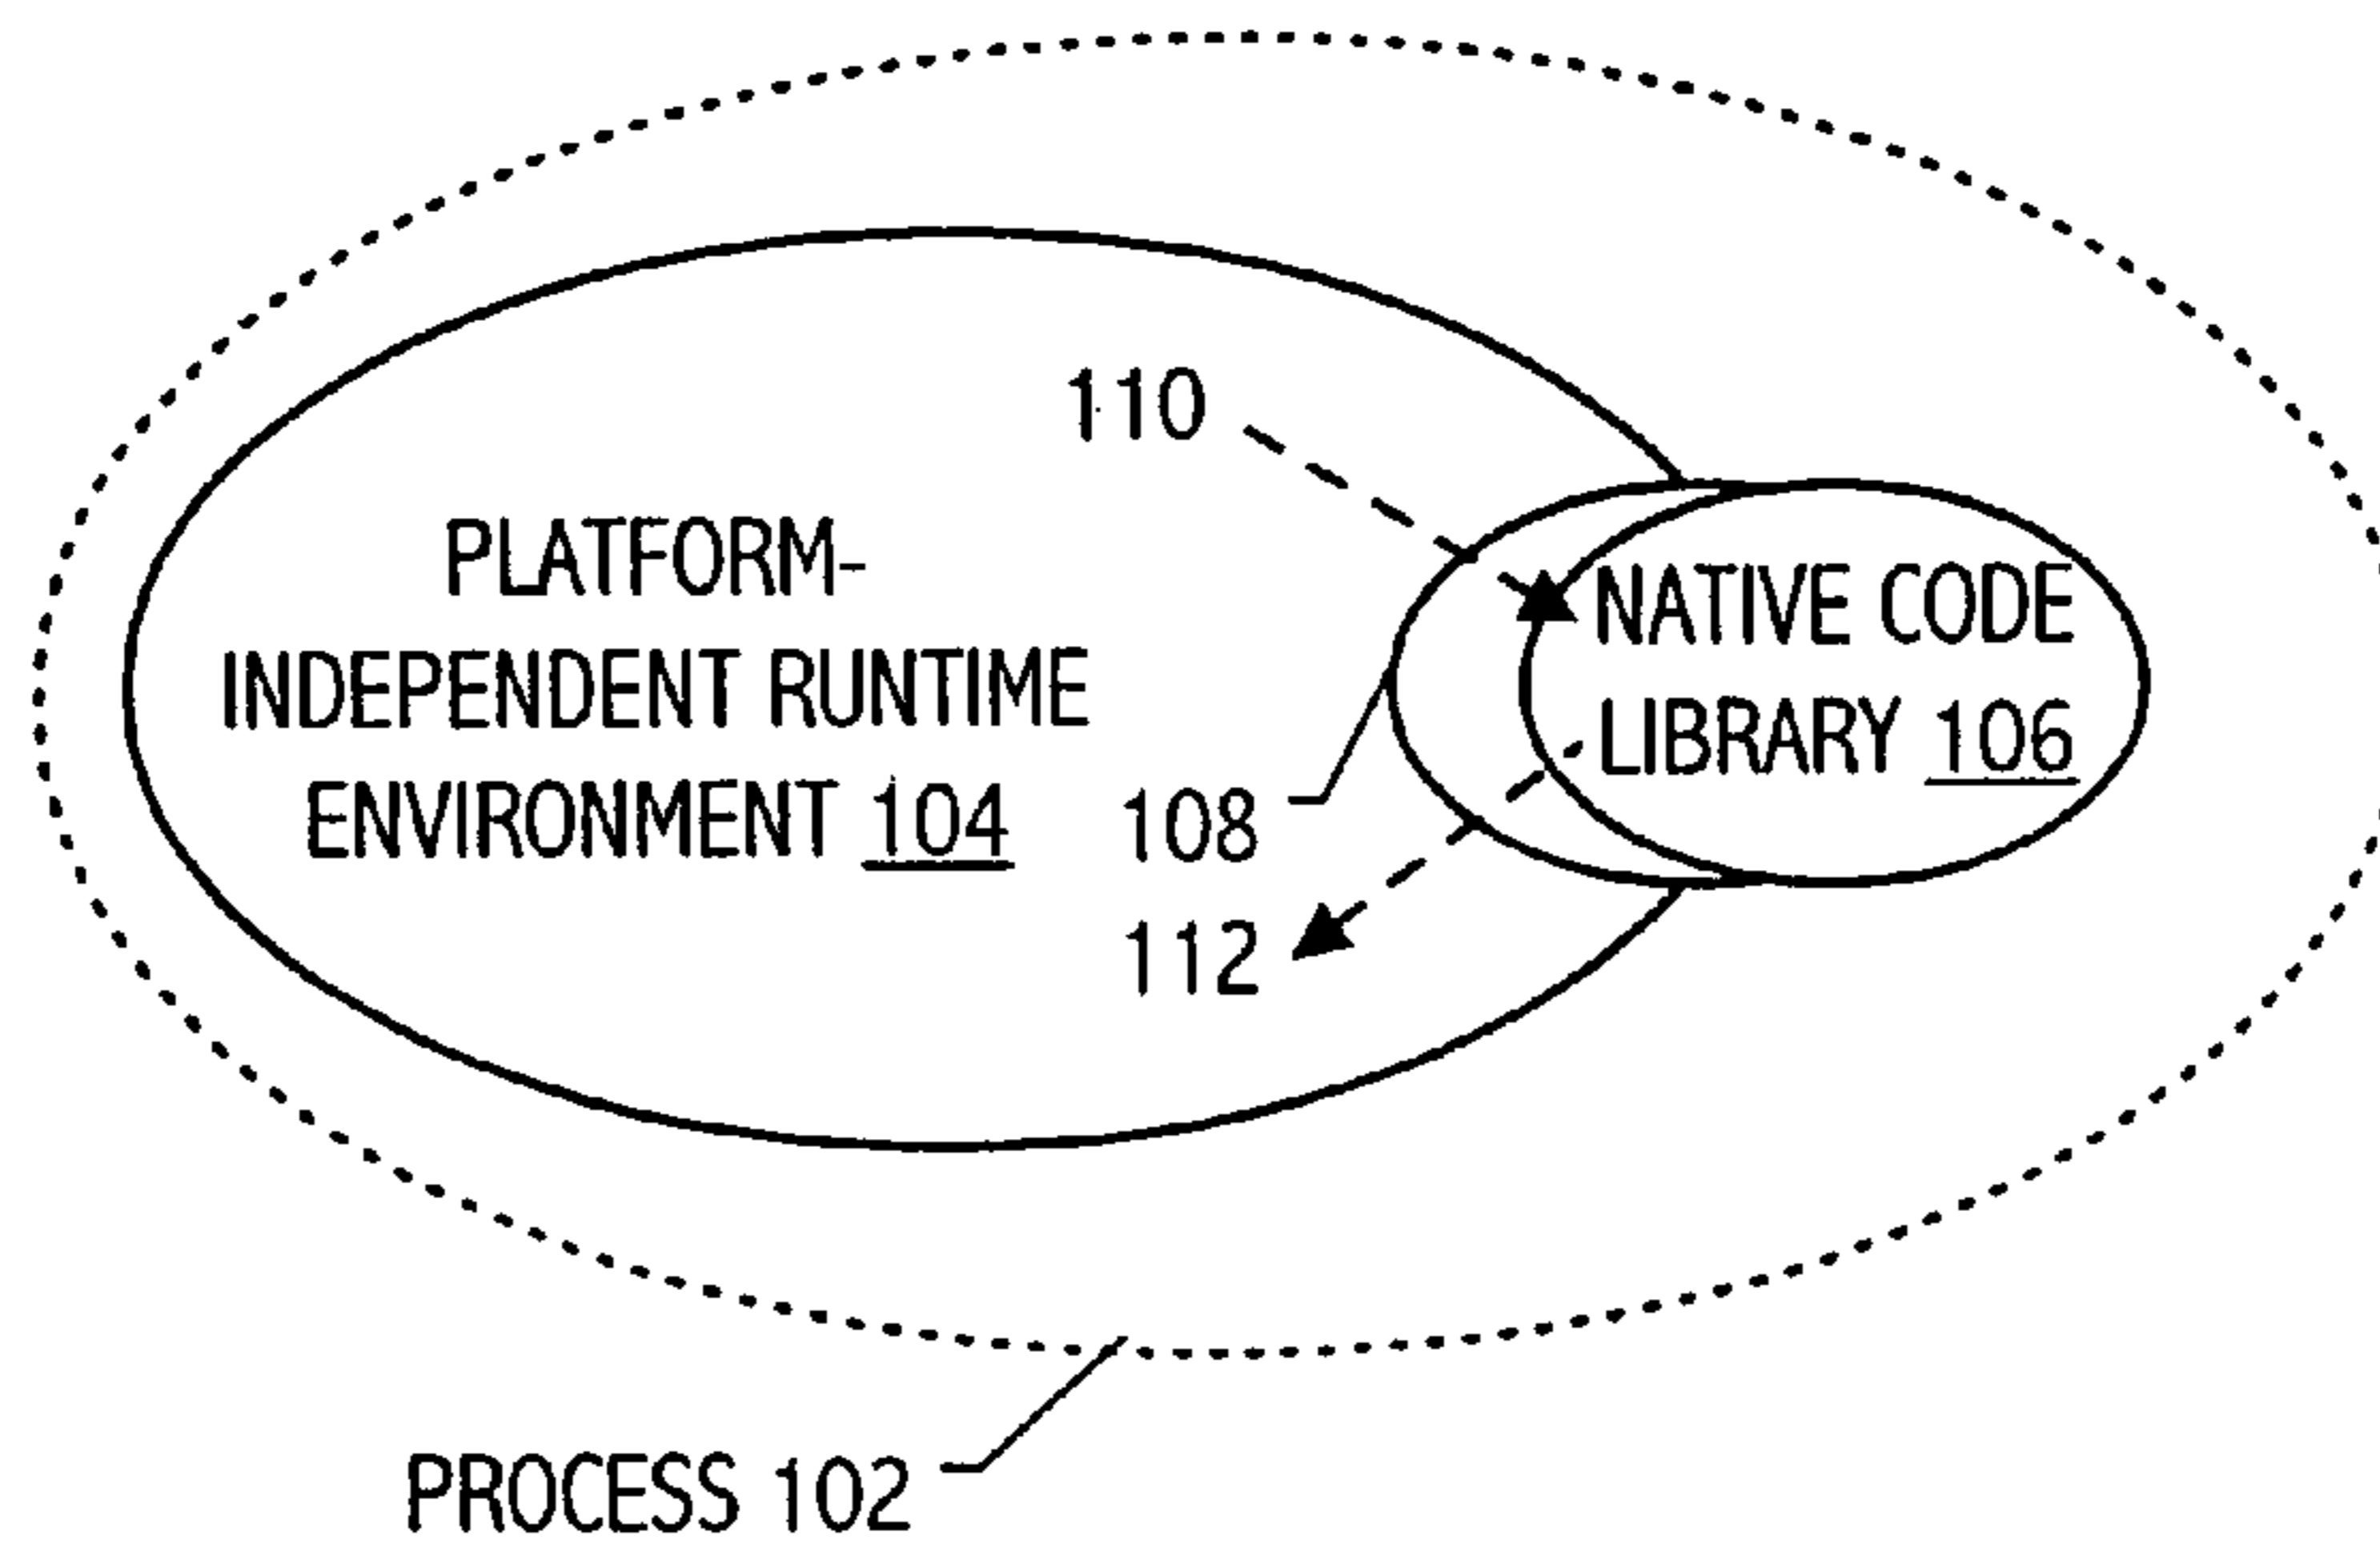 110
PLATFORM-
INDEPENDENT RUNTIME
ENVIRONMENT 104
NATIVE CODE
LIBRARY 106
108
112
PROCESS 102